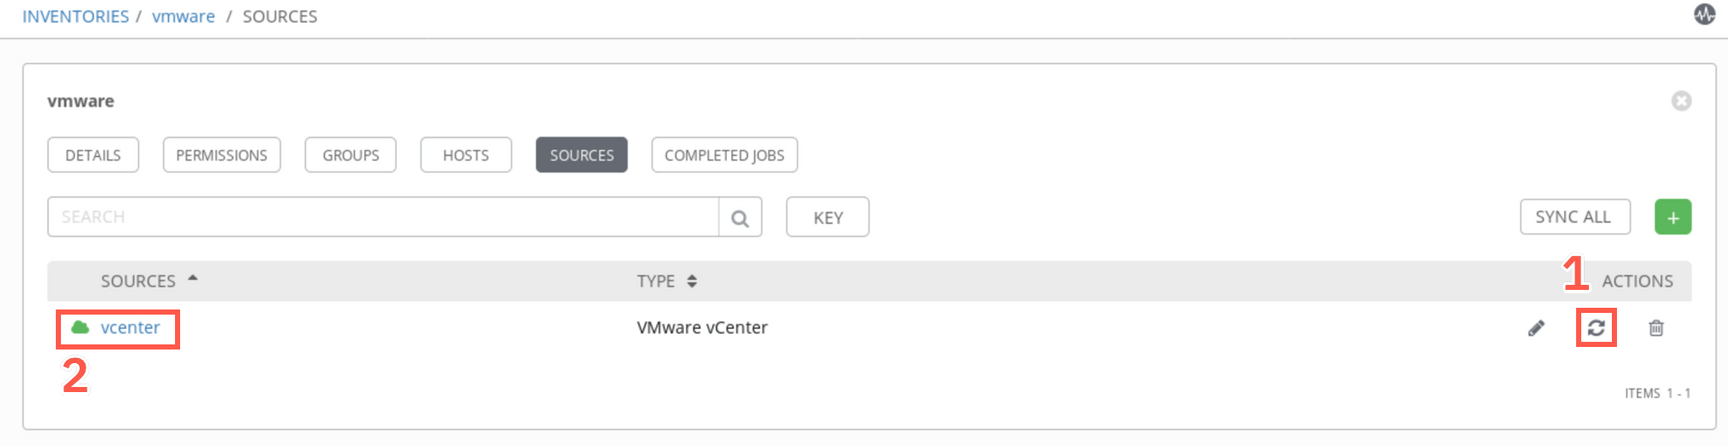 INVENTORIES / vmware / SOURCES
vmware
DETAILS PERMISSIONS GROUPS HOSTS SOURCES COMPLETED JOBS
SEARCH KEY SYNC ALL +
SOURCES TYPE 1 ACTIONS
vcenter VMware vCenter
2
ITEMS 1 - 1